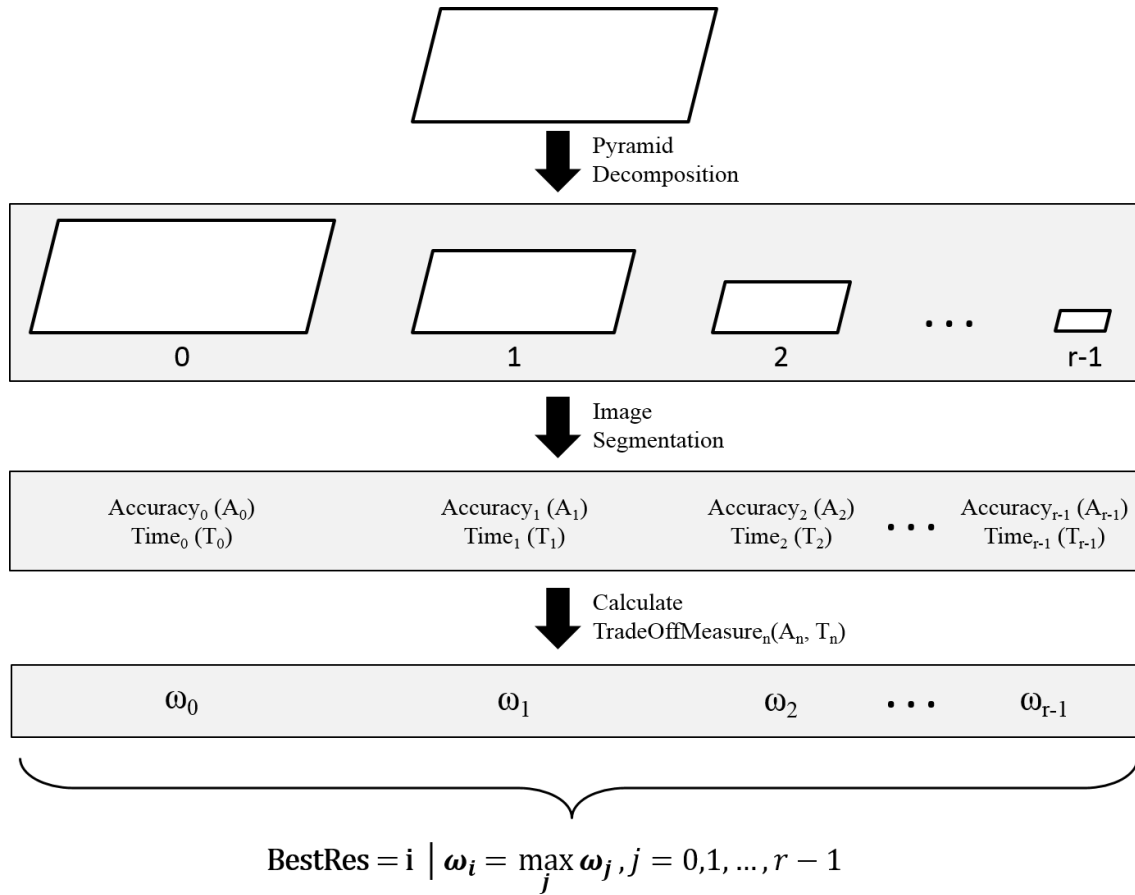 Pyramid
Decomposition
0 1 2 ... r-1
Image
Segmentation
Accuracy₀ (A₀) Accuracy₁ (A₁) Accuracy₂ (A₂) ... Accuracyᵣ₋₁ (Aᵣ₋₁)
Time₀ (T₀) Time₁ (T₁) Time₂ (T₂) Timeᵣ₋₁ (Tᵣ₋₁)
Calculate
TradeOffMeasureₙ(Aₙ, Tₙ)
ω₀ ω₁ ω₂ ... ωᵣ₋₁
BestRes = i | ωᵢ = max ωⱼ , j = 0,1, ..., r − 1
j